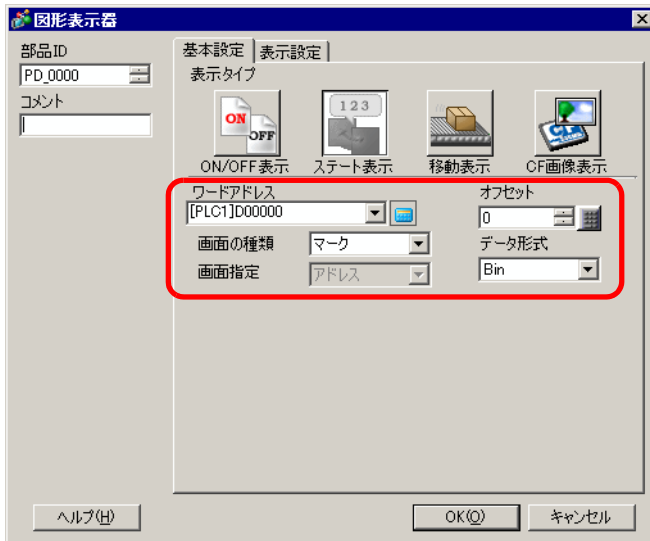 図形表示器
部品ID
PD_0000
コメント
基本設定
表示設定
表示タイプ
ON
OFF
123
ON/OFF表示
ステート表示
移動表示
CF画像表示
ワードアドレス
オフセット
[PLC1]D00000
0
画面の種類
マーク
データ形式
画面指定
アドレス
Bin
ヘルプ(H)
OK(O)
キャンセル